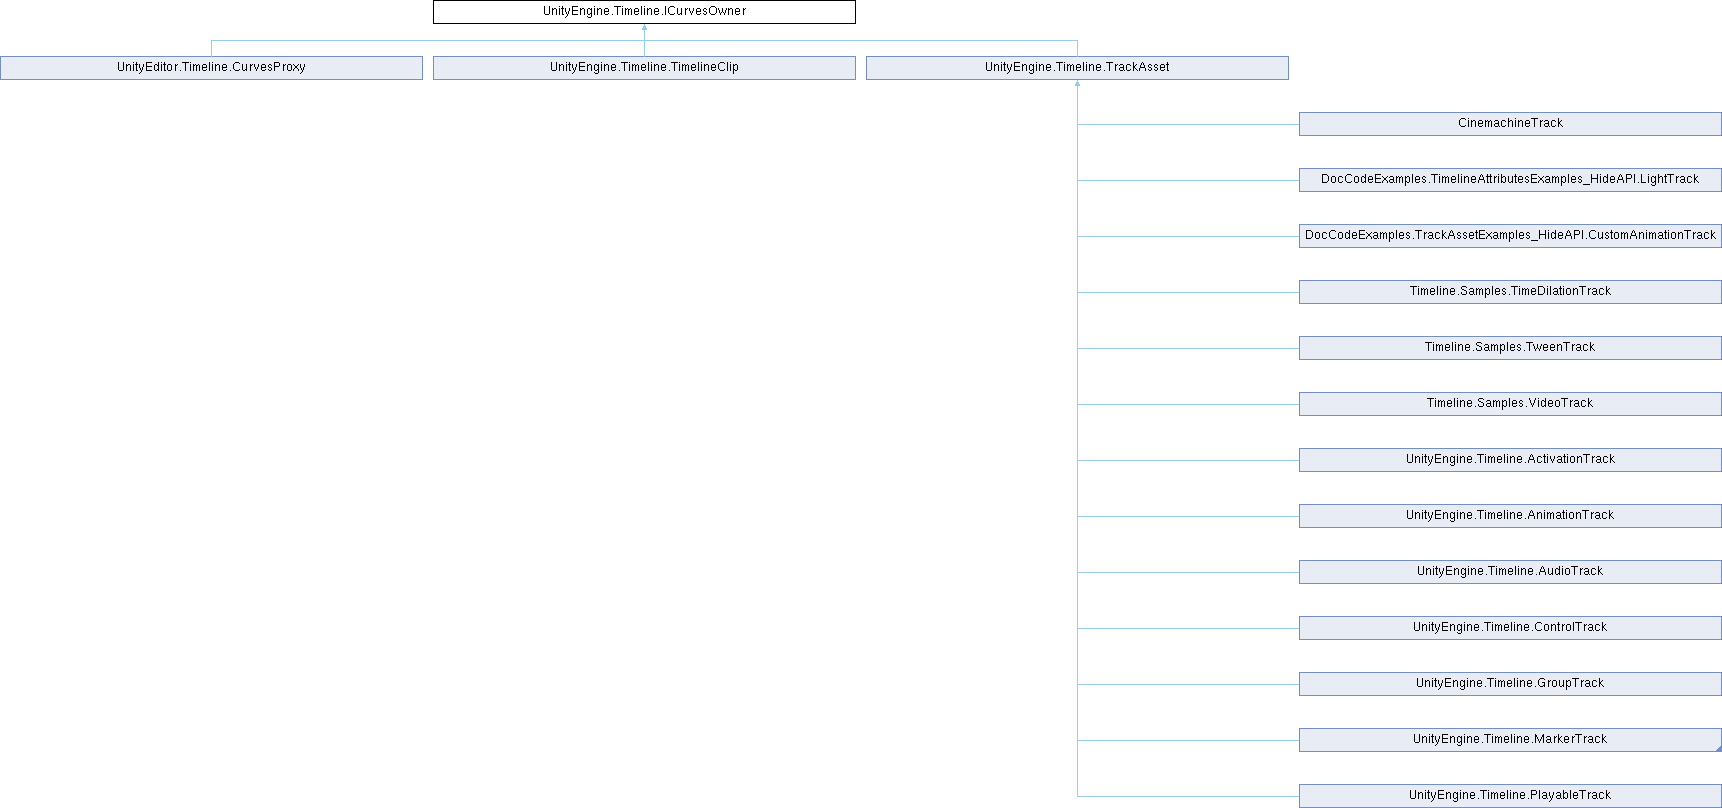 UnityEngine.Timeline.ICurvesOwner
UnityEditor.Timeline.CurvesProxy
UnityEngine.Timeline.TimelineClip
UnityEngine.Timeline.TrackAsset
CinemachineTrack
DocCodeExamples.TimelineAttributesExamples_HideAPI.LightTrack
DocCodeExamples.TrackAssetExamples_HideAPI.CustomAnimationTrack
Timeline.Samples.TimeDilationTrack
Timeline.Samples.TweenTrack
Timeline.Samples.VideoTrack
UnityEngine.Timeline.ActivationTrack
UnityEngine.Timeline.AnimationTrack
UnityEngine.Timeline.AudioTrack
UnityEngine.Timeline.ControlTrack
UnityEngine.Timeline.GroupTrack
UnityEngine.Timeline.MarkerTrack
UnityEngine.Timeline.PlayableTrack